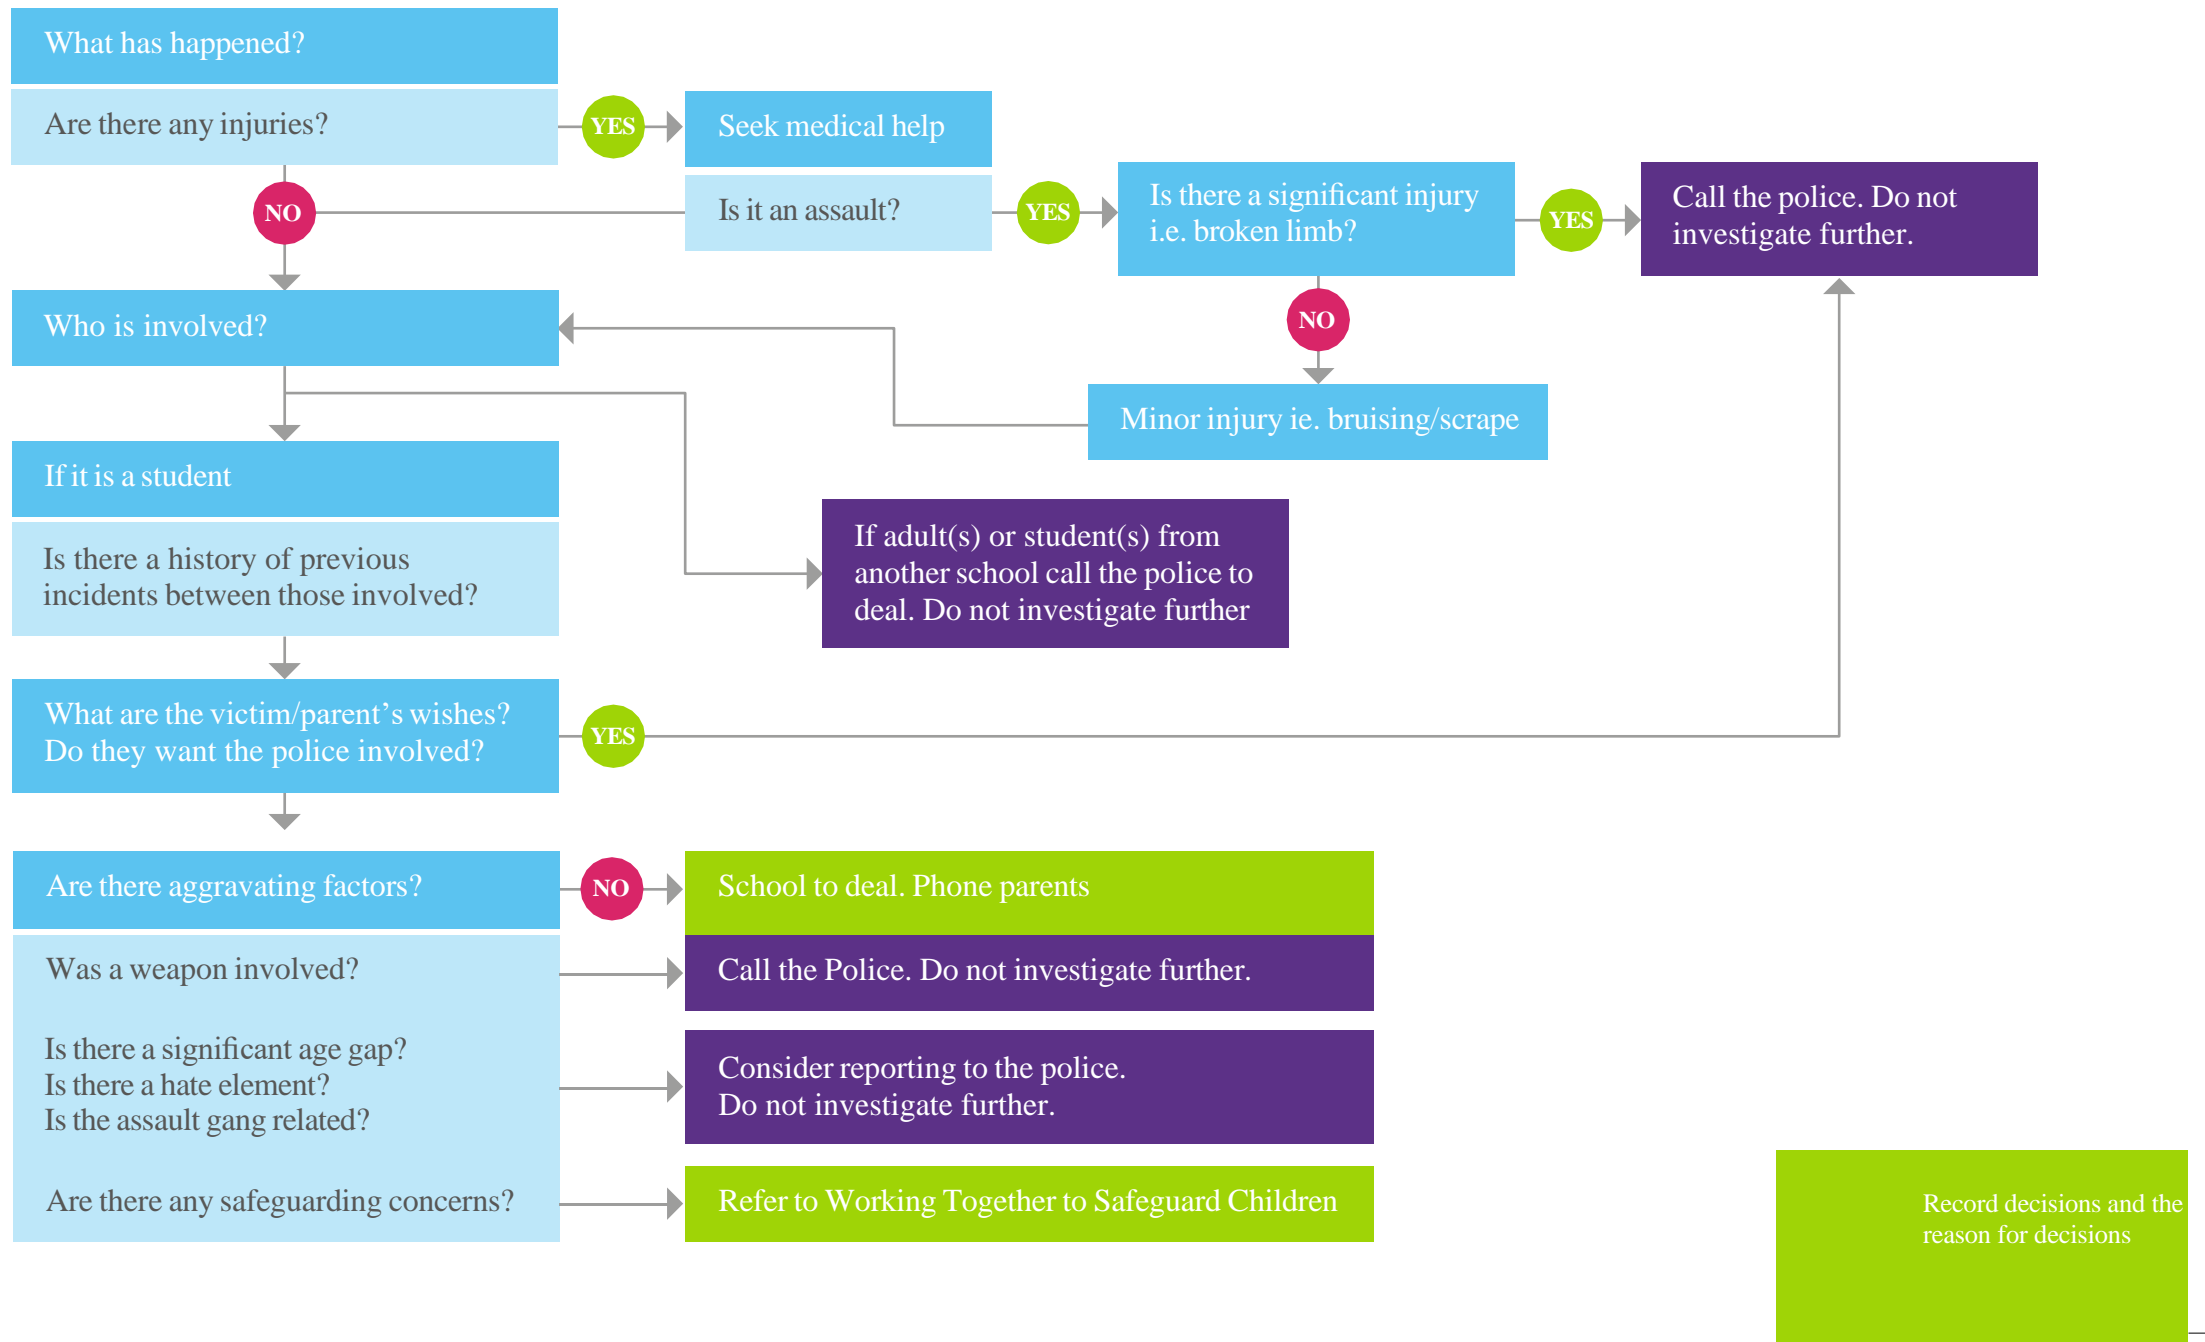 What has happened?
Are there any injuries?
YES
Seek medical help
NO
Is it an assault?
YES
Is there a significant injury
i.e. broken limb?
YES
Call the police. Do not
investigate further.
NO
Who is involved?
Minor injury ie. bruising/scrape
If it is a student
Is there a history of previous
incidents between those involved?
If adult(s) or student(s) from
another school call the police to
deal. Do not investigate further
What are the victim/parent’s wishes?
Do they want the police involved?
YES
Are there aggravating factors?
NO
School to deal. Phone parents
Was a weapon involved?
Call the Police. Do not investigate further.
Is there a significant age gap?
Is there a hate element?
Is the assault gang related?
Consider reporting to the police.
Do not investigate further.
Are there any safeguarding concerns?
Refer to Working Together to Safeguard Children
Record decisions and the
reason for decisions